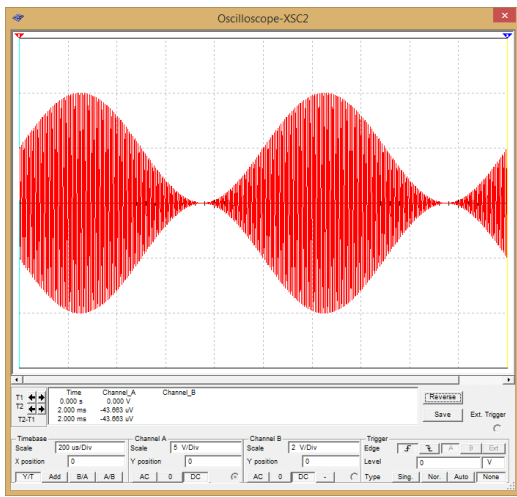 Oscilloscope-XSC2
Time Channel_A Channel_B
T1 0.000 s 0.000 V
T2 2.000 ms -43.663 uV
T2-T1 2.000 ms -43.663 uV
Reverse
Save Ext. Trigger
Timebase Channel A Channel B Trigger
Scale 200 us/Div Scale 5 V/Div Scale 2 V/Div Edge A B Ext
X position 0 Y position 0 Y position 0 Level 0 V
Y/T Add B/A A/B AC 0 DC AC 0 DC - Type Sing. Nor. Auto None